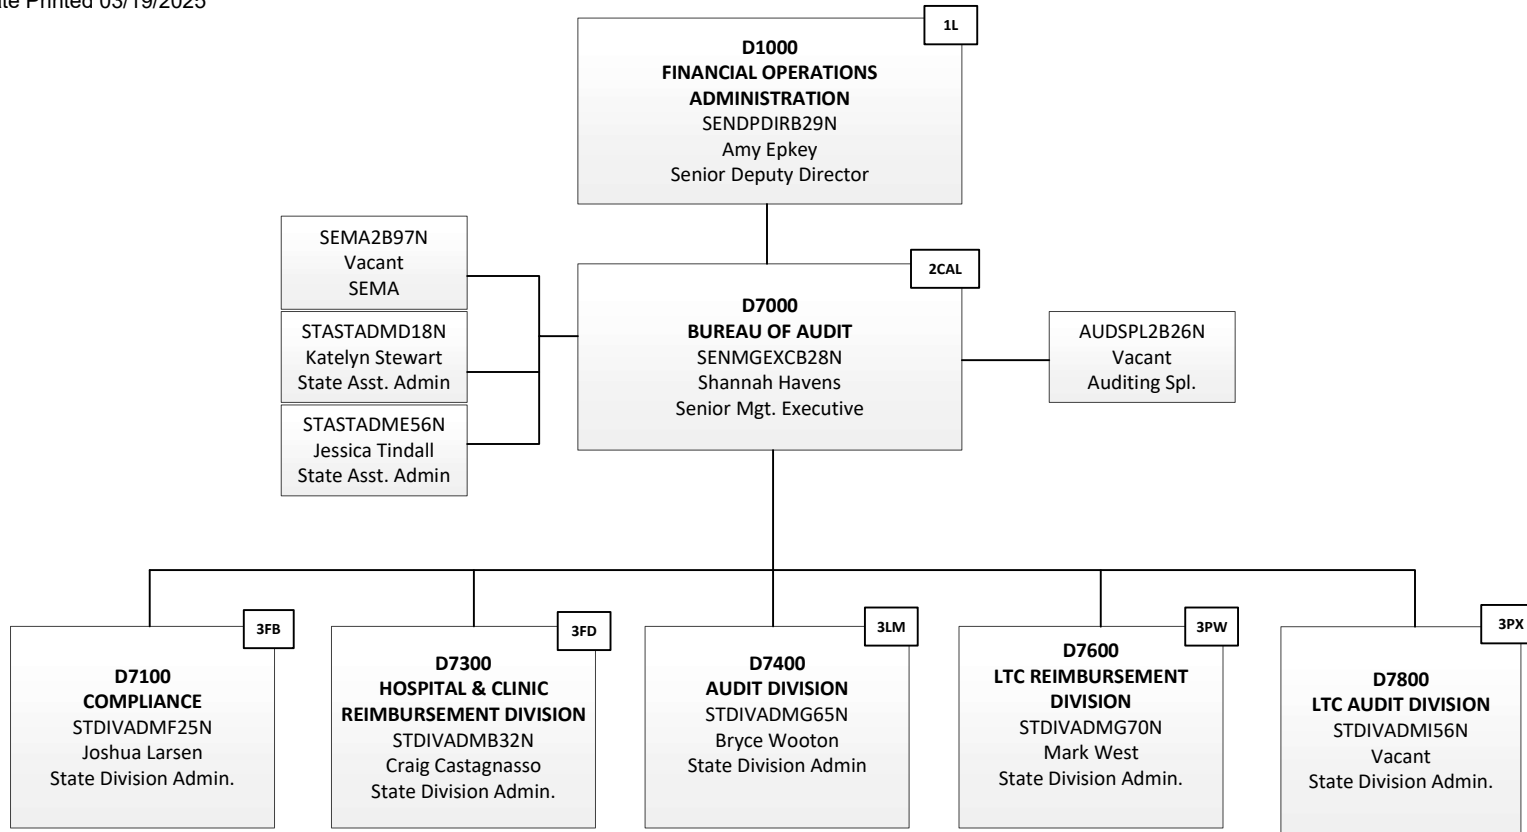 ate Printed 03/19/2025
1L
D1000
FINANCIAL OPERATIONS
ADMINISTRATION
SENDPDIRB29N
Amy Epkey
Senior Deputy Director
SEMA2B97N
Vacant
SEMA
STASTADMD18N
Katelyn Stewart
State Asst. Admin
STASTADME56N
Jessica Tindall
State Asst. Admin
2CAL
D7000
BUREAU OF AUDIT
SENMGEXCB28N
Shannah Havens
Senior Mgt. Executive
AUDSPL2B26N
Vacant
Auditing Spl.
3FB
D7100
COMPLIANCE
STDIVADMF25N
Joshua Larsen
State Division Admin.
3FD
D7300
HOSPITAL & CLINIC
REIMBURSEMENT DIVISION
STDIVADMB32N
Craig Castagnasso
State Division Admin.
3LM
D7400
AUDIT DIVISION
STDIVADMG65N
Bryce Wooton
State Division Admin
3PW
D7600
LTC REIMBURSEMENT
DIVISION
STDIVADMG70N
Mark West
State Division Admin.
3PX
D7800
LTC AUDIT DIVISION
STDIVADMI56N
Vacant
State Division Admin.